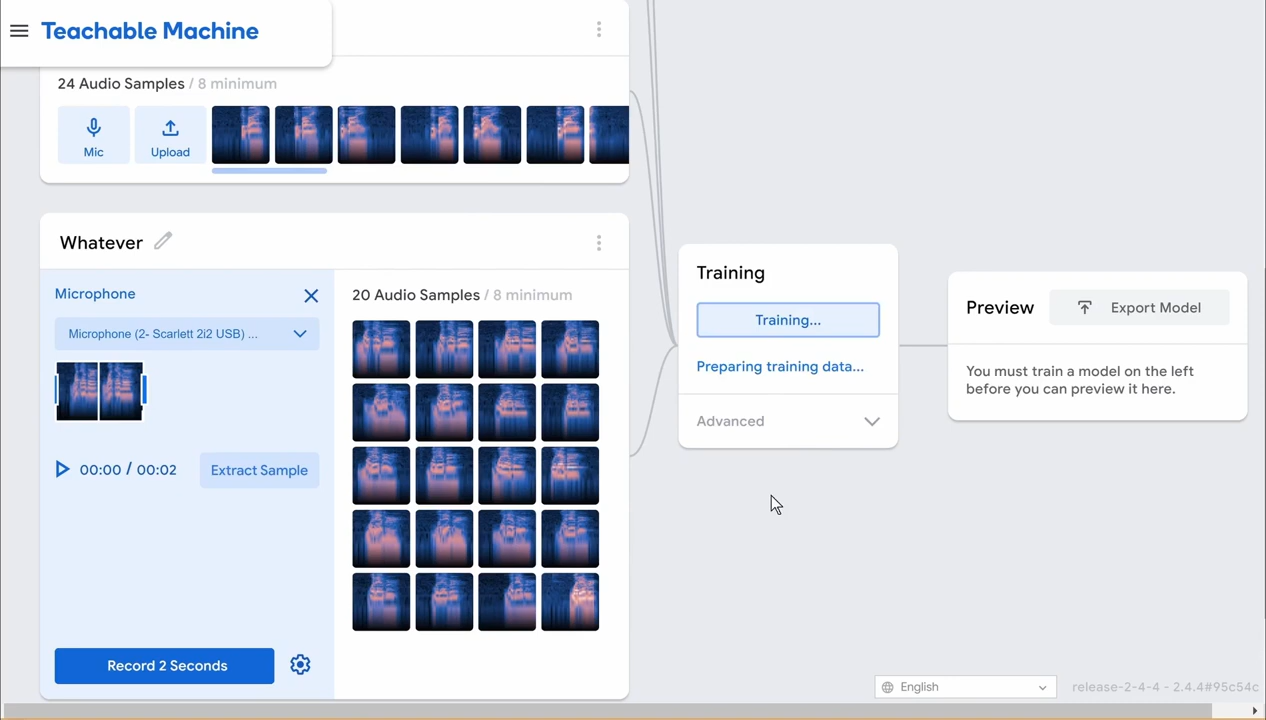 Teachable Machine
24 Audio Samples / 8 minimum
Mic
Upload
Whatever
Microphone
Microphone (2- Scarlett 2i2 USB) ...
00:00 / 00:02
Extract Sample
Record 2 Seconds
20 Audio Samples / 8 minimum
Training
Training...
Preparing training data...
Advanced
Preview
Export Model
You must train a model on the left
before you can preview it here.
English
release-2-4-4 - 2.4.4#95c54c